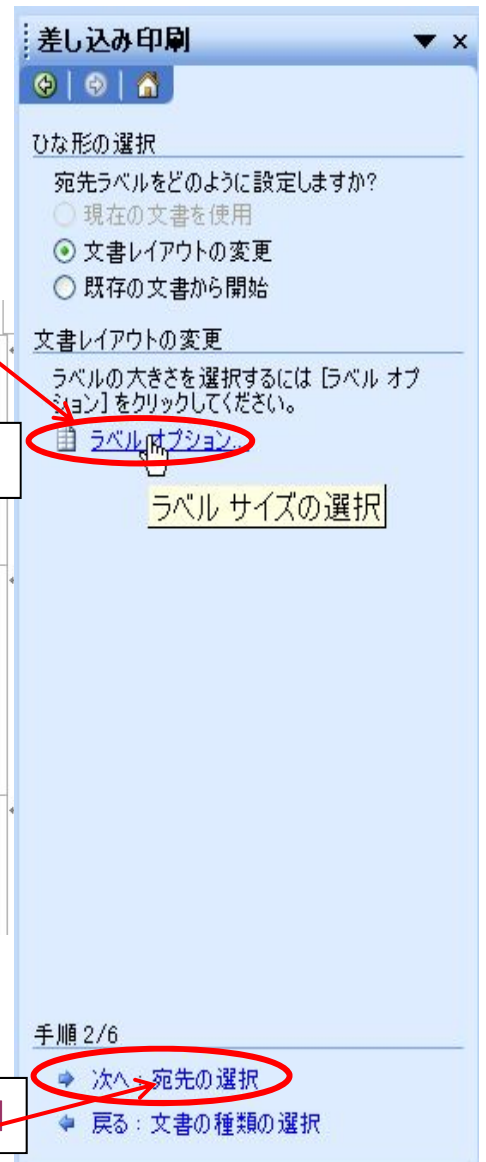 差し込み印刷
ひな形の選択
宛先ラベルをどのように設定しますか?
現在の文書を使用
文書レイアウトの変更
既存の文書から開始
文書レイアウトの変更
ラベルの大きさを選択するには [ラベル オプ
ション] をクリックしてください。
ラベル オプション...
ラベル サイズの選択
手順 2/6
次へ : 宛先の選択
戻る : 文書の種類の選択